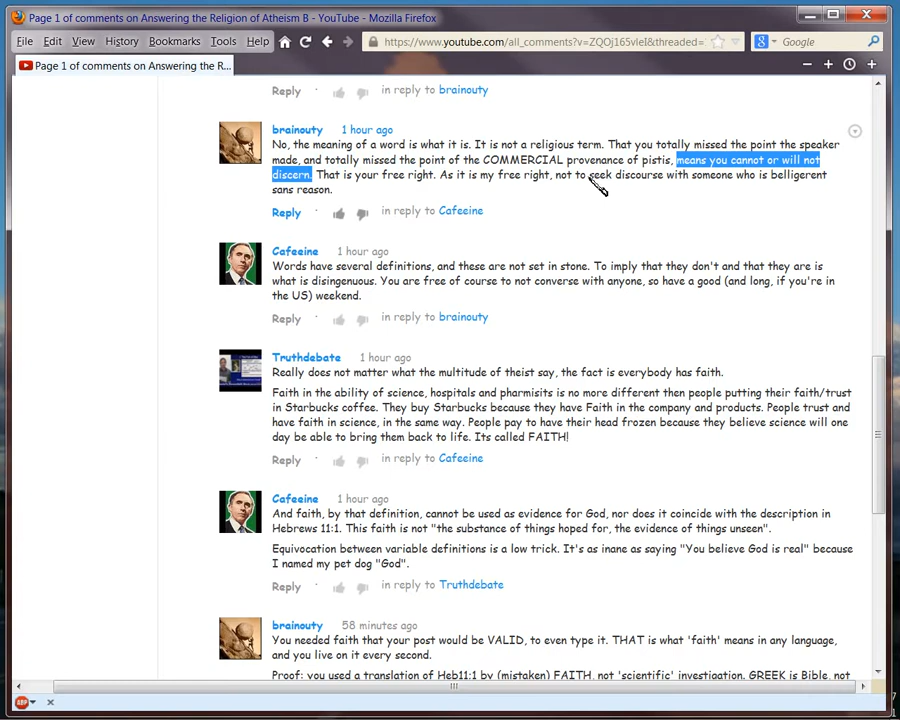 Page 1 of comments on Answering the Religion of Atheism B - YouTube - Mozilla Firefox
File Edit View History Bookmarks Tools Help
https://www.youtube.com/all_comments?v=ZQOj165vIeI&threaded=
Google
Page 1 of comments on Answering the R...
Reply · in reply to brainouty
brainouty 1 hour ago
No, the meaning of a word is what it is. It is not a religious term. That you totally missed the point the speaker
made, and totally missed the point of the COMMERCIAL provenance of pistis, means you cannot or will not
discern. That is your free right. As it is my free right, not to seek discourse with someone who is belligerent
sans reason.
Reply · in reply to Cafeeine
Cafeeine 1 hour ago
Words have several definitions, and these are not set in stone. To imply that they don't and that they are is
what is disingenuous. You are free of course to not converse with anyone, so have a good (and long, if you're in
the US) weekend.
Reply · in reply to brainouty
Truthdebate 1 hour ago
Really does not matter what the multitude of theist say, the fact is everybody has faith.
Faith in the ability of science, hospitals and pharmisits is no more different then people putting their faith/trust
in Starbucks coffee. They buy Starbucks because they have Faith in the company and products. People trust and
have faith in science, in the same way. People pay to have their head frozen because they believe science will one
day be able to bring them back to life. Its called FAITH!
Reply · in reply to Cafeeine
Cafeeine 1 hour ago
And faith, by that definition, cannot be used as evidence for God, nor does it coincide with the description in
Hebrews 11:1. This faith is not "the substance of things hoped for, the evidence of things unseen".
Equivocation between variable definitions is a low trick. It's as inane as saying "You believe God is real" because
I named my pet dog "God".
Reply · in reply to Truthdebate
brainouty 58 minutes ago
You needed faith that your post would be VALID, to even type it. THAT is what 'faith' means in any language,
and you live on it every second.
Proof: you used a translation of Heb11:1 by (mistaken) FAITH, not 'scientific' investigation. GREEK is Bible, not
ABP